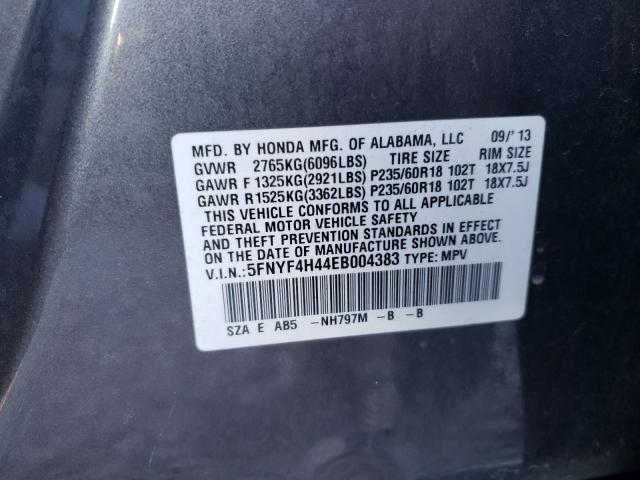 MFD. BY HONDA MFG. OF ALABAMA, LLC 09/'13
GVWR 2765KG(6096LBS) TIRE SIZE RIM SIZE
GAWR F 1325KG(2921LBS) P235/60R18 102T 18X7.5J
GAWR R1525KG(3362LBS) P235/60R18 102T 18X7.5J
THIS VEHICLE CONFORMS TO ALL APPLICABLE
FEDERAL MOTOR VEHICLE SAFETY
AND THEFT PREVENTION STANDARDS IN EFFECT
ON THE DATE OF MANUFACTURE SHOWN ABOVE.
V.I.N.:5FNYF4H44EB004383 TYPE: MPV
SZA E AB5 -NH797M -B -B